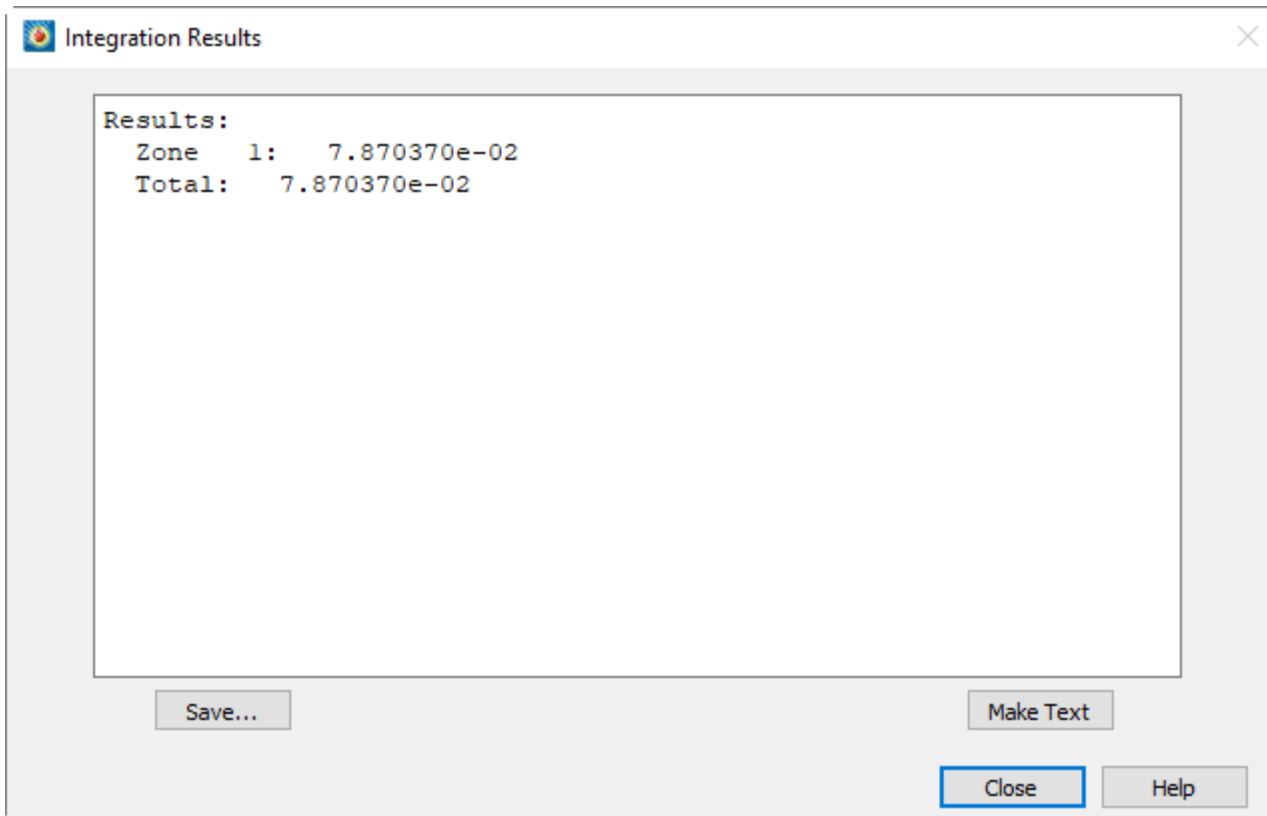 Integration Results
Results:
Zone 1: 7.870370e-02
Total: 7.870370e-02
Save...
Make Text
Close
Help